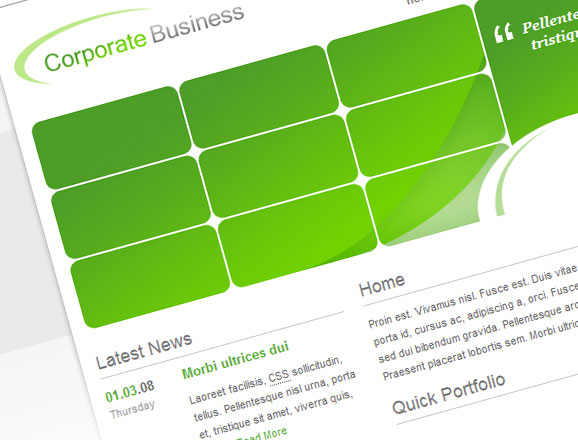 Corporate Business
“ Pellente
tristiqu
Latest News
01.03.08
Thursday
Morbi ultrices dui
Laoreet facilisis, CSS sollicitudin,
tellus. Pellentesque nisl urna, porta
et, tristique sit amet, viverra quis,
Read More
Home
Proin est. Vivamus nisl. Fusce est. Duis vitae
porta id, cursus ac, adipiscing a, orci. Fusce
sed dui bibendum gravida. Pellentesque arc
Praesent placerat lobortis sem. Morbi ultric
Quick Portfolio